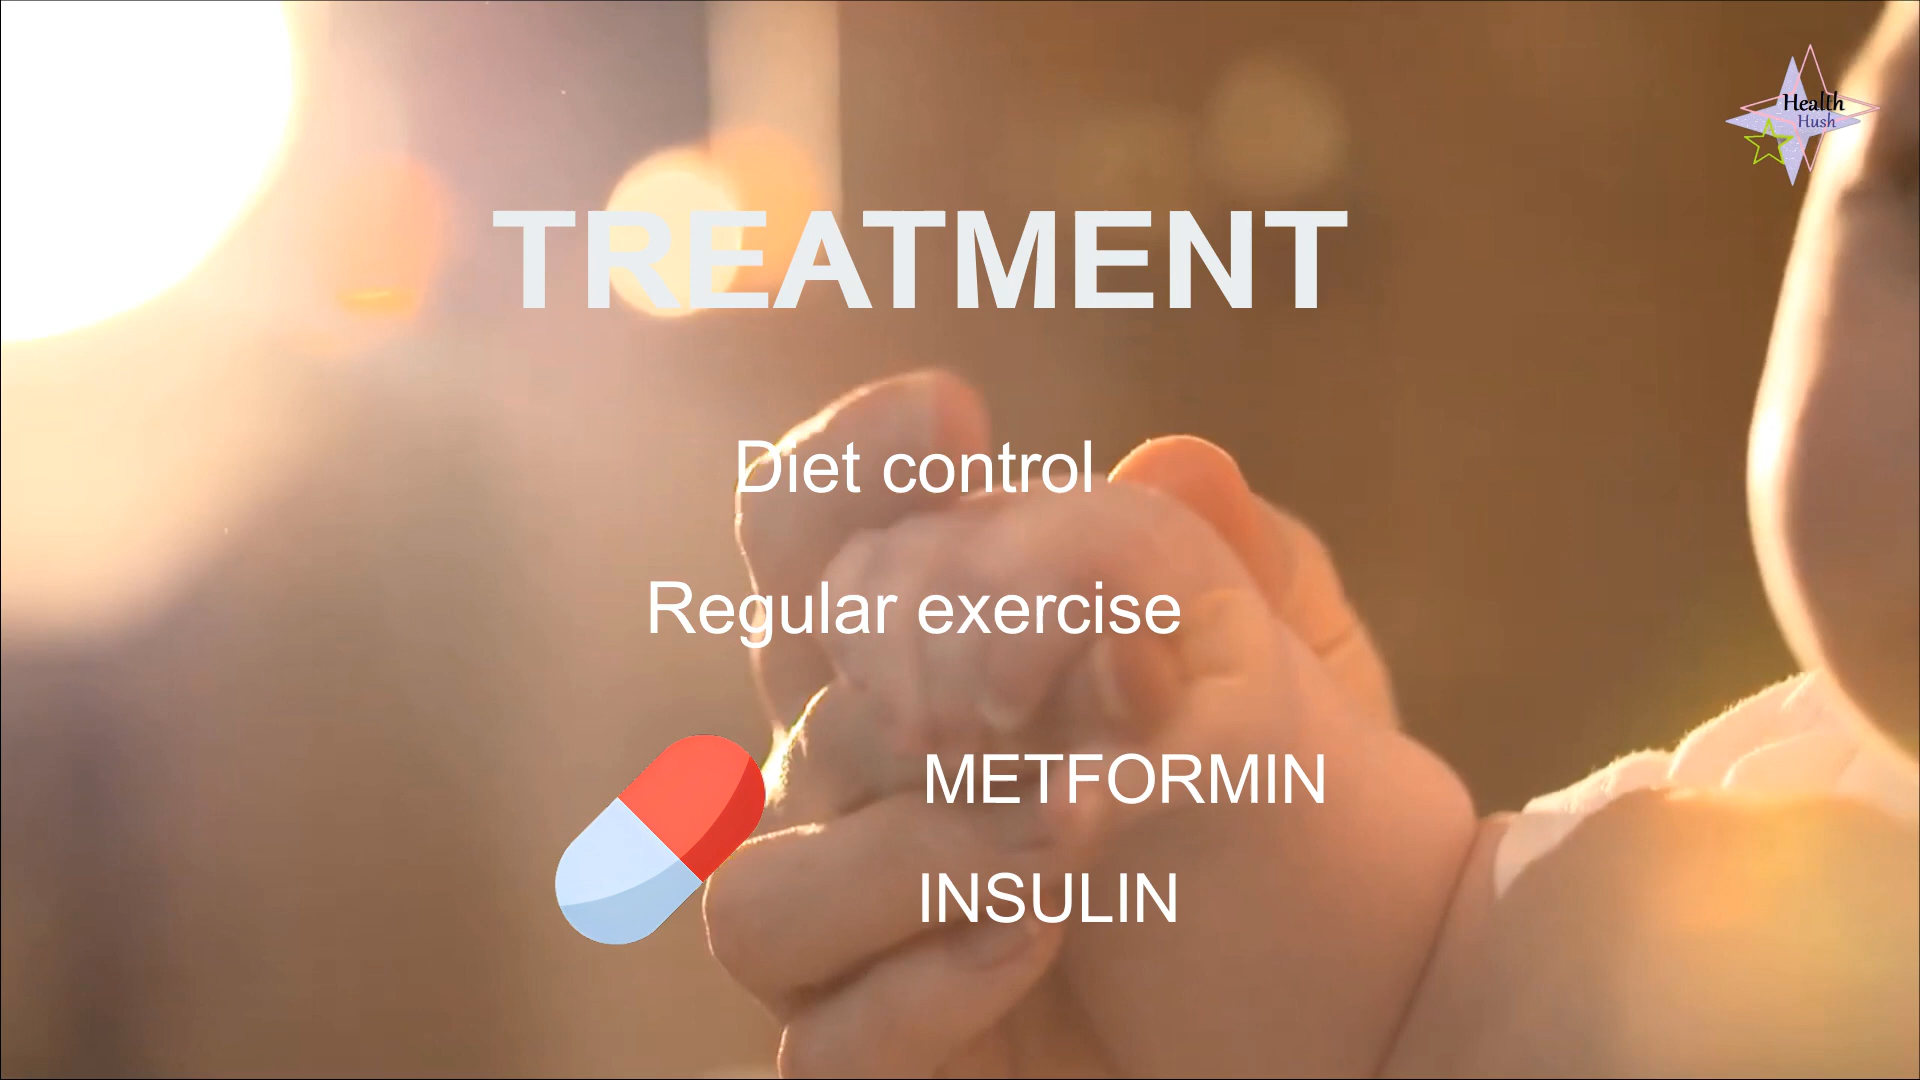 Health
Hush
TREATMENT
Diet control
Regular exercise
METFORMIN
INSULIN